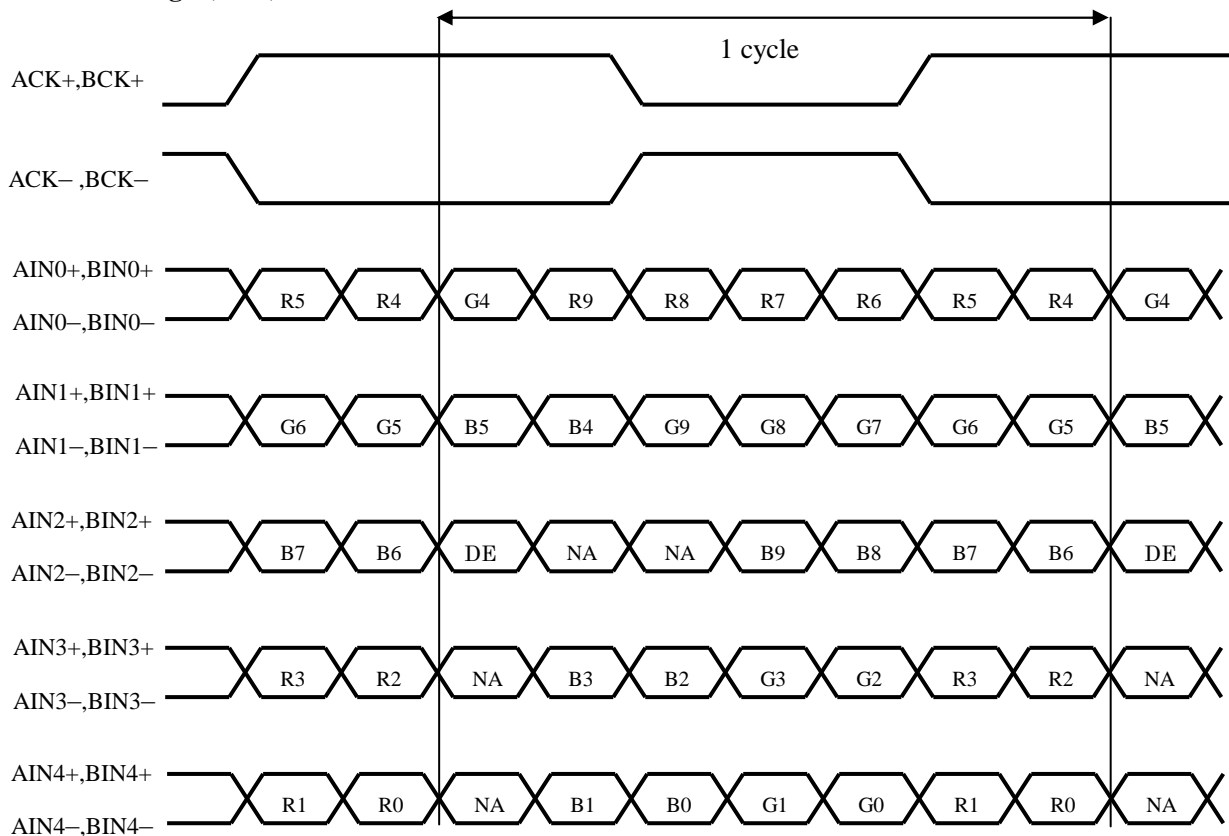 1 cycle
ACK+,BCK+
ACK– ,BCK–
AIN0+,BIN0+
R5 R4 G4 R9 R8 R7 R6 R5 R4 G4
AIN0–,BIN0–
AIN1+,BIN1+
G6 G5 B5 B4 G9 G8 G7 G6 G5 B5
AIN1–,BIN1–
AIN2+,BIN2+
B7 B6 DE NA NA B9 B8 B7 B6 DE
AIN2–,BIN2–
AIN3+,BIN3+
R3 R2 NA B3 B2 G3 G2 R3 R2 NA
AIN3–,BIN3–
AIN4+,BIN4+
R1 R0 NA B1 B0 G1 G0 R1 R0 NA
AIN4–,BIN4–